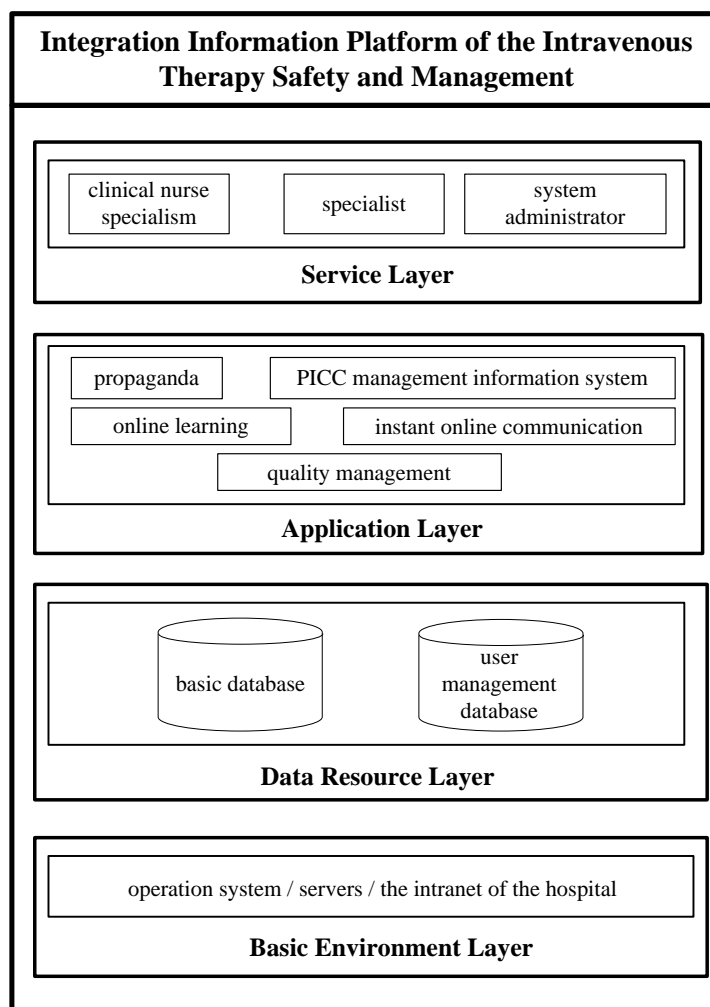 Integration Information Platform of the Intravenous
Therapy Safety and Management
clinical nurse
specialism
specialist
system
administrator
Service Layer
propaganda
PICC management information system
online learning
instant online communication
quality management
Application Layer
basic database
user
management
database
Data Resource Layer
operation system / servers / the intranet of the hospital
Basic Environment Layer